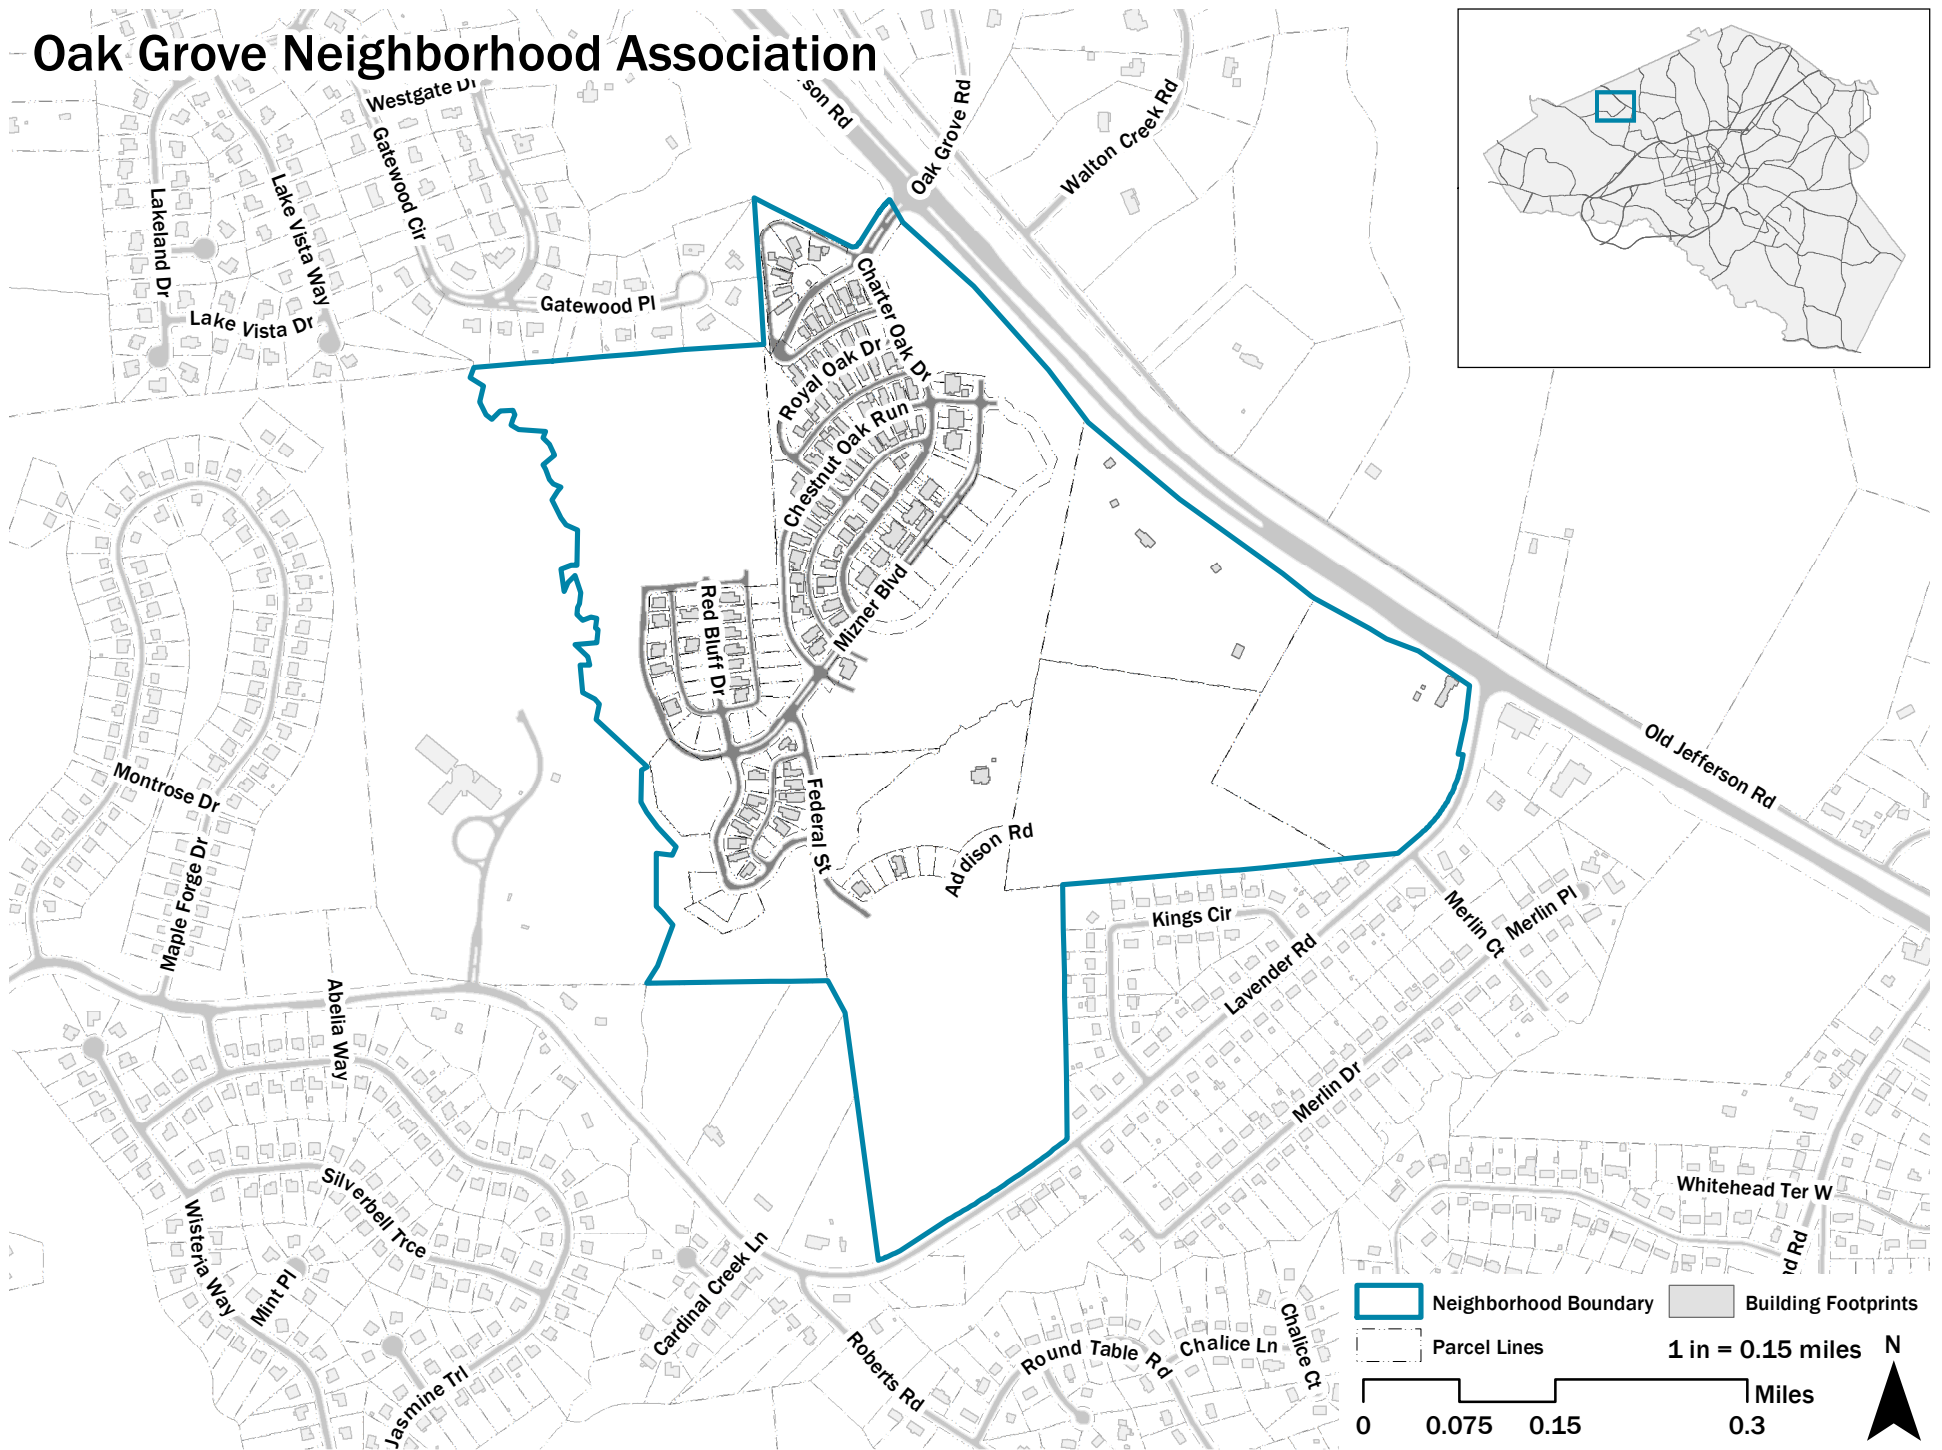 Oak Grove Neighborhood Association
Westgate Dr
son Rd
Oak Grove Rd
Walton Creek Rd
Gatewood Cir
Lakeland Dr
Lake Vista Way
Lake Vista Dr
Gatewood Pl
Charter Oak Dr
Royal Oak Dr
Chestnut Oak Run
Mizner Blvd
Red Bluff Dr
Federal St
Addison Rd
Old Jefferson Rd
Montrose Dr
Maple Forge Dr
Abelia Way
Kings Cir
Lavender Rd
Merlin Ct
Merlin Pl
Merlin Dr
Whitehead Ter W
d Rd
Silverbell Trce
Wisteria Way
Mint Pl
Jasmine Trl
Cardinal Creek Ln
Roberts Rd
Round Table Rd
Chalice Ln
Chalice Ct
Neighborhood Boundary
Building Footprints
Parcel Lines
1 in = 0.15 miles
N
Miles
0 0.075 0.15 0.3